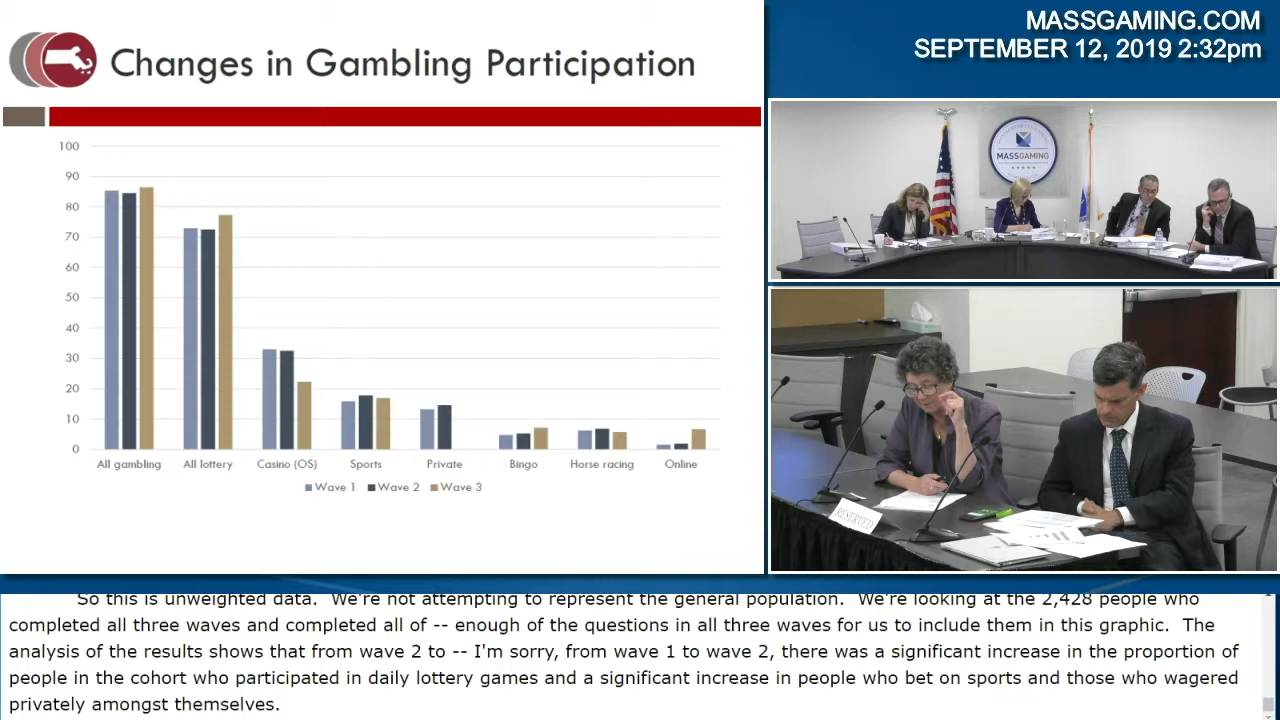 Changes in Gambling Participation
100
90
80
70
60
50
40
30
20
10
0
All gambling
All lottery
Casino (OS)
Sports
Private
Bingo
Horse racing
Online
Wave 1
Wave 2
Wave 3
MASSGAMING.COM
SEPTEMBER 12, 2019 2:32pm
MASSGAMING
RESERVED
So this is unweighted data.  We're not attempting to represent the general population.  We're looking at the 2,428 people who
completed all three waves and completed all of -- enough of the questions in all three waves for us to include them in this graphic.  The
analysis of the results shows that from wave 2 to -- I'm sorry, from wave 1 to wave 2, there was a significant increase in the proportion of
people in the cohort who participated in daily lottery games and a significant increase in people who bet on sports and those who wagered
privately amongst themselves.